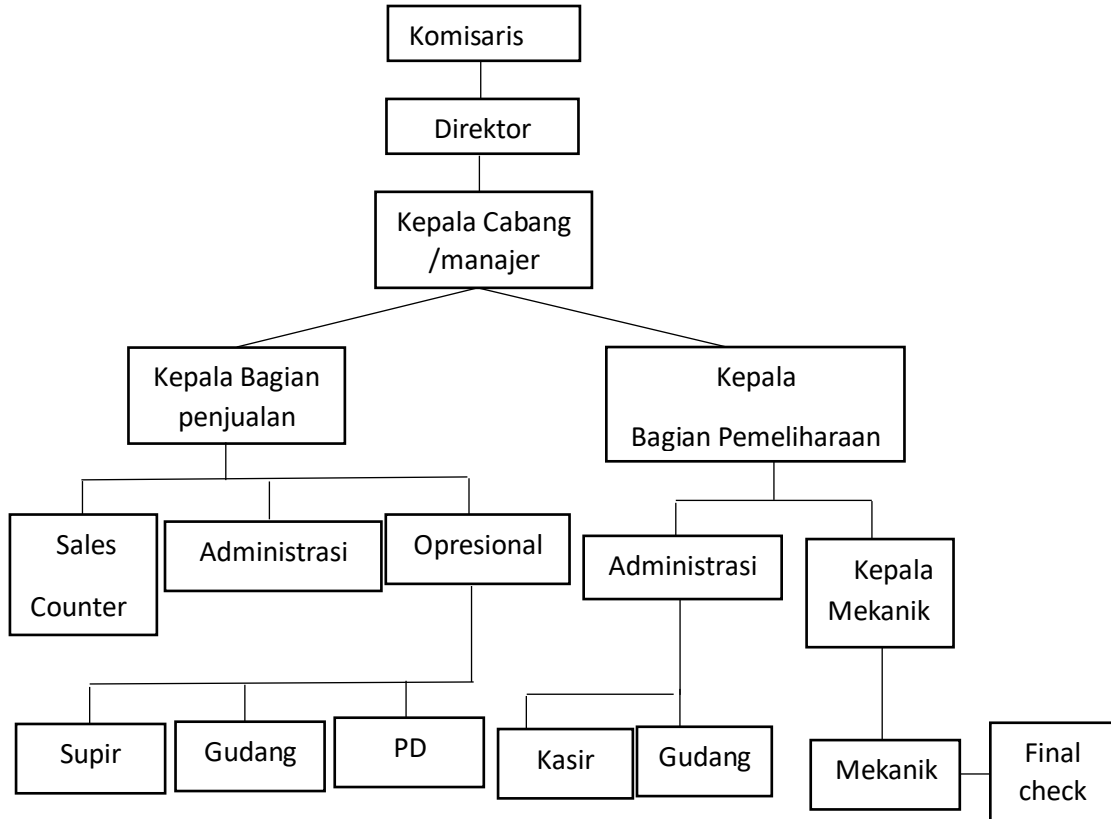 Komisaris
Direktor
Kepala Cabang
/manajer
Kepala Bagian
penjualan
Kepala
Bagian Pemeliharaan
Sales
Counter
Administrasi
Opresional
Administrasi
Kepala
Mekanik
Supir
Gudang
PD
Kasir
Gudang
Mekanik
Final
check